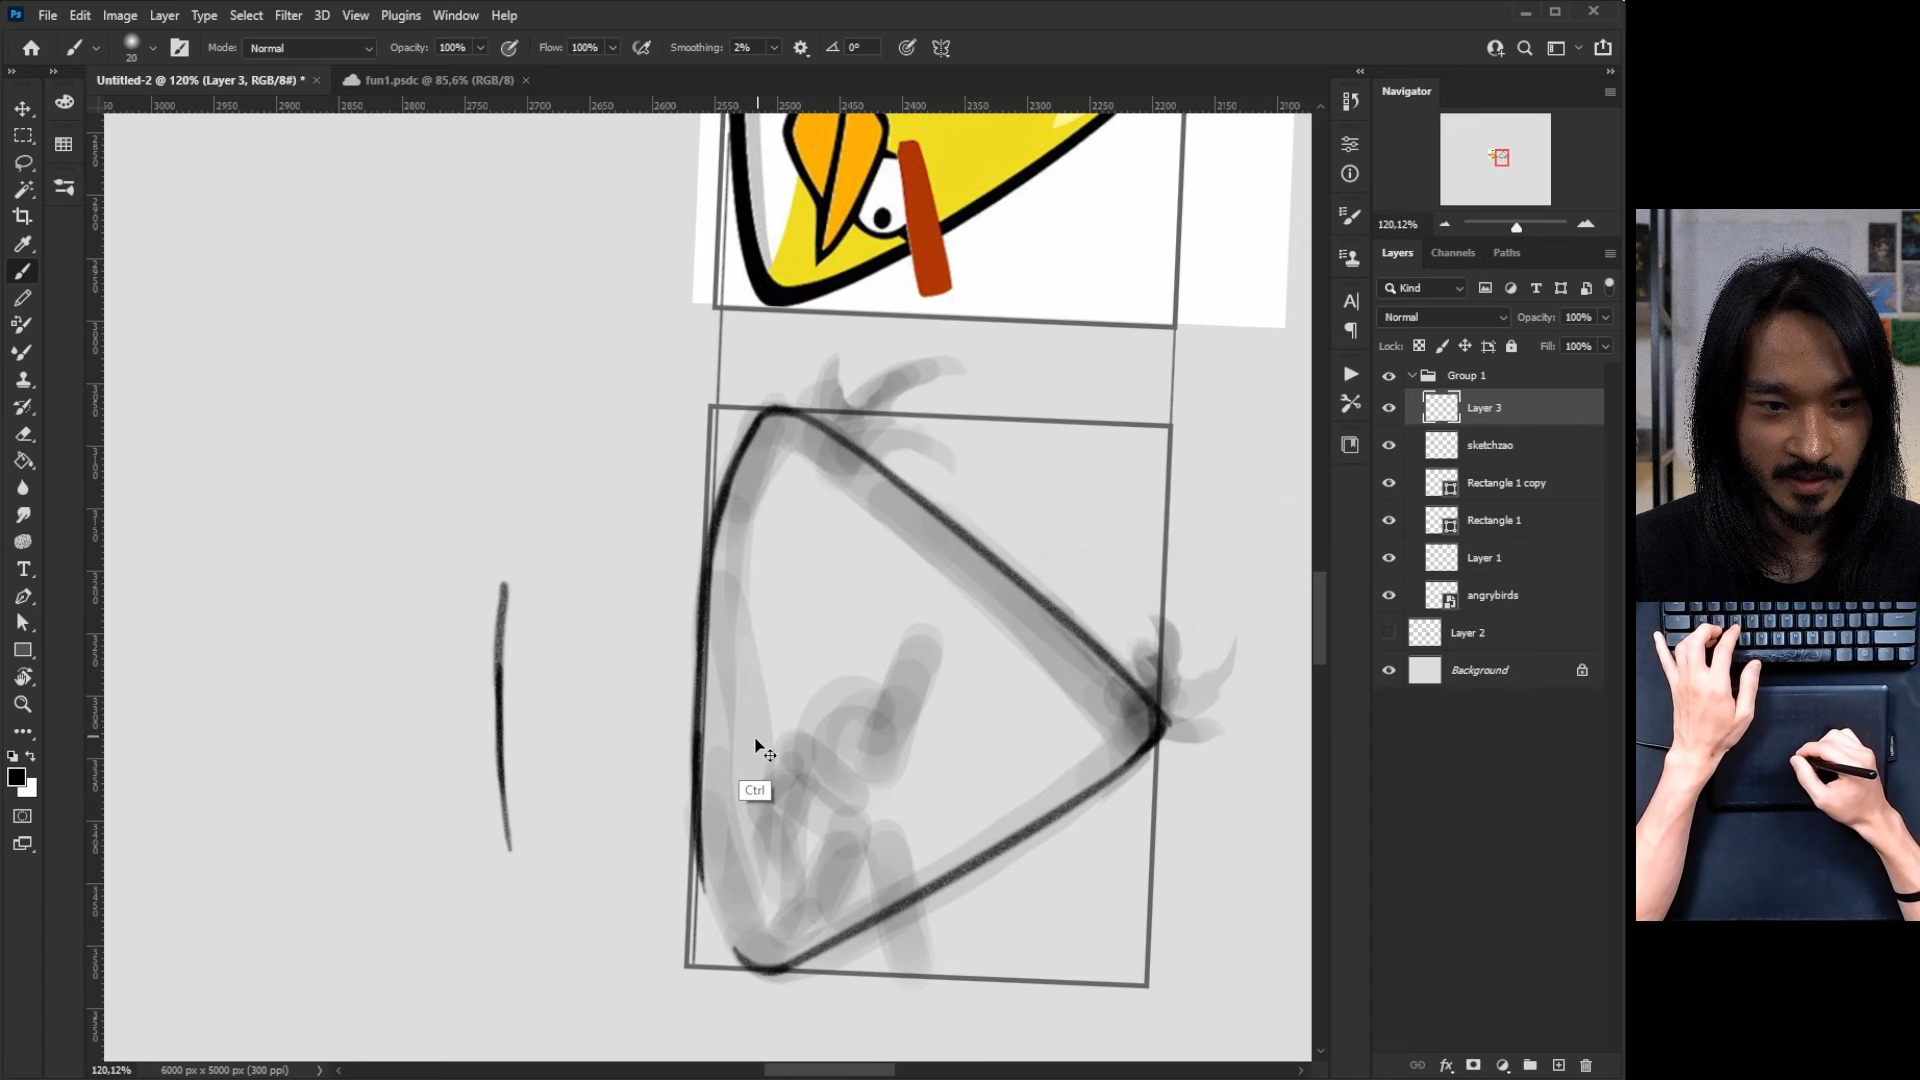 Ps File Edit Image Layer Type Select Filter 3D View Plugins Window Help
20 Mode: Normal Opacity: 100% Flow: 100% Smoothing: 2% 0°
Untitled-2 @ 120% (Layer 3, RGB/8#) * fun1.psdc @ 85,6% (RGB/8)
50 3000 2950 2900 2850 2800 2750 2700 2650 2600 2550 2500 2450 2400 2350 2300 2250 2200 2150 2100
Navigator
120,12%
Layers Channels Paths
Kind
Normal Opacity: 100%
Lock: Fill: 100%
Group 1
Layer 3
sketchzao
Rectangle 1 copy
Rectangle 1
Layer 1
angrybirds
Layer 2
Background
Ctrl
120,12% 6000 px x 5000 px (300 ppi)